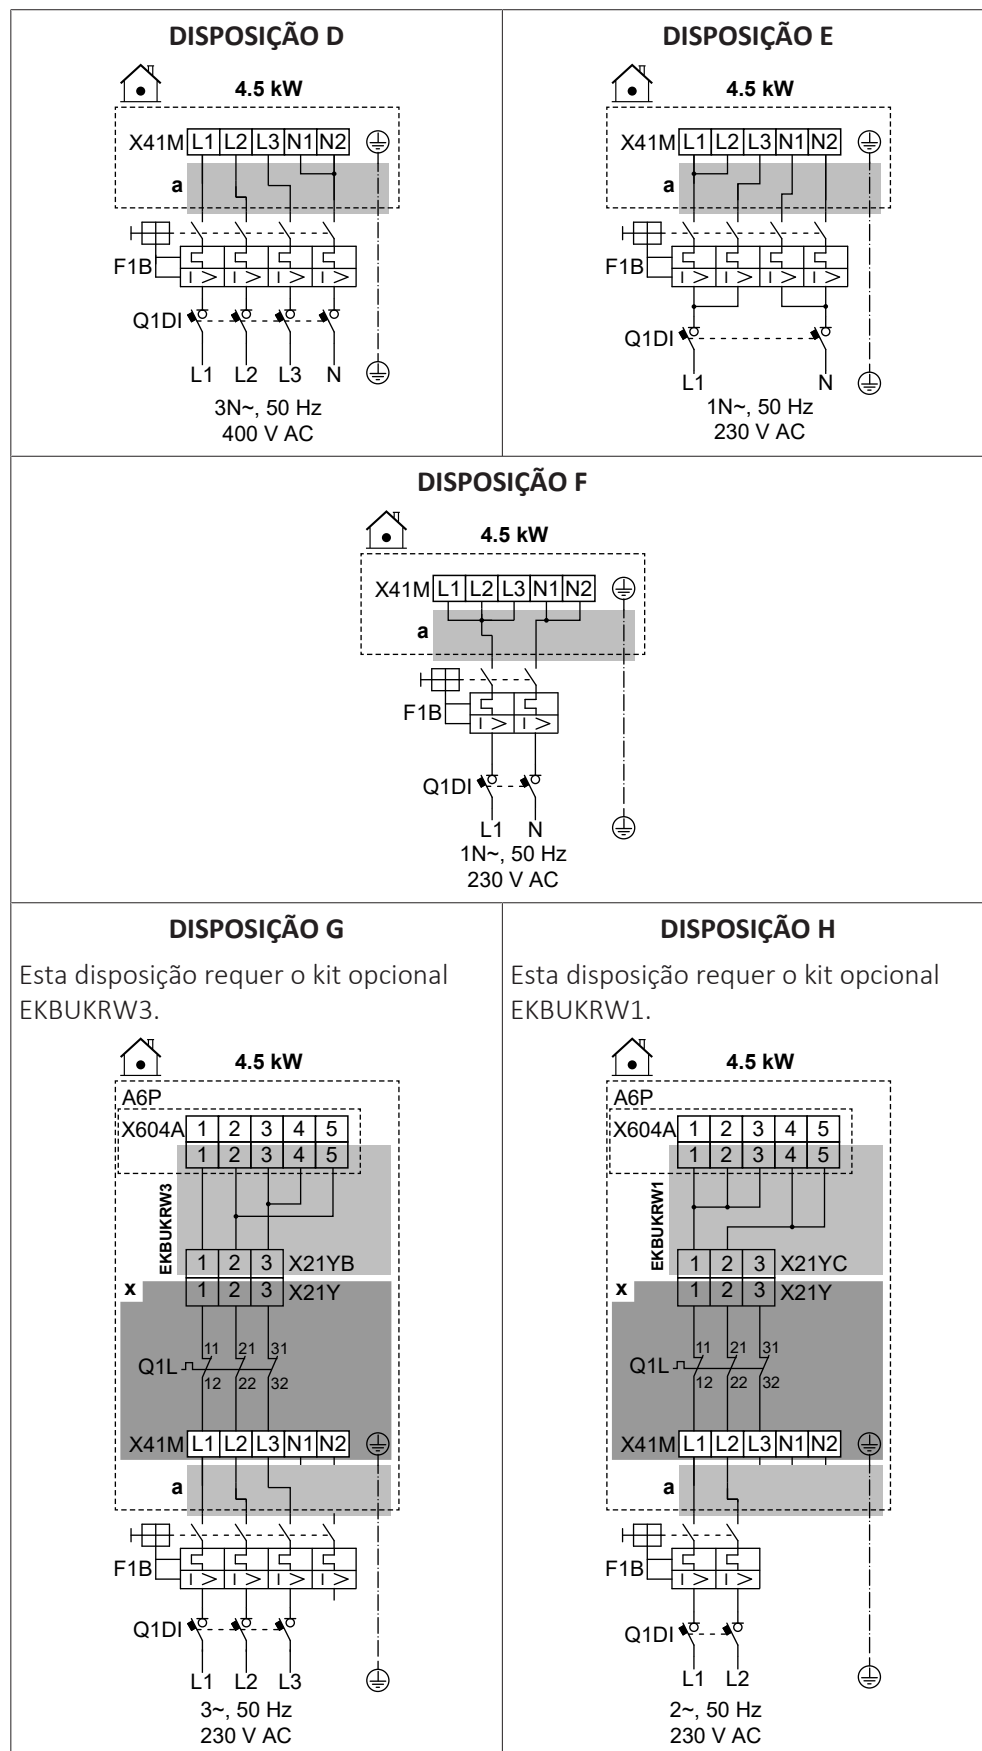 DISPOSIÇÃO D
4.5 kW
X41M L1 L2 L3 N1 N2
a
F1B
I > I > I > I >
Q1DI
L1 L2 L3 N
3N~, 50 Hz
400 V AC
DISPOSIÇÃO E
4.5 kW
X41M L1 L2 L3 N1 N2
a
F1B
I > I > I > I >
Q1DI
L1 N
1N~, 50 Hz
230 V AC
DISPOSIÇÃO F
4.5 kW
X41M L1 L2 L3 N1 N2
a
F1B
I > I >
Q1DI
L1 N
1N~, 50 Hz
230 V AC
DISPOSIÇÃO G
Esta disposição requer o kit opcional
EKBUKRW3.
4.5 kW
A6P
X604A 1 2 3 4 5
1 2 3 4 5
EKBUKRW3
1 2 3 X21YB
x
1 2 3 X21Y
11 21 31
Q1L
12 22 32
X41M L1 L2 L3 N1 N2
a
F1B
I > I > I > I >
Q1DI
L1 L2 L3
3~, 50 Hz
230 V AC
DISPOSIÇÃO H
Esta disposição requer o kit opcional
EKBUKRW1.
4.5 kW
A6P
X604A 1 2 3 4 5
1 2 3 4 5
EKBUKRW1
1 2 3 X21YC
x
1 2 3 X21Y
11 21 31
Q1L
12 22 32
X41M L1 L2 L3 N1 N2
a
F1B
I > I >
Q1DI
L1 L2
2~, 50 Hz
230 V AC